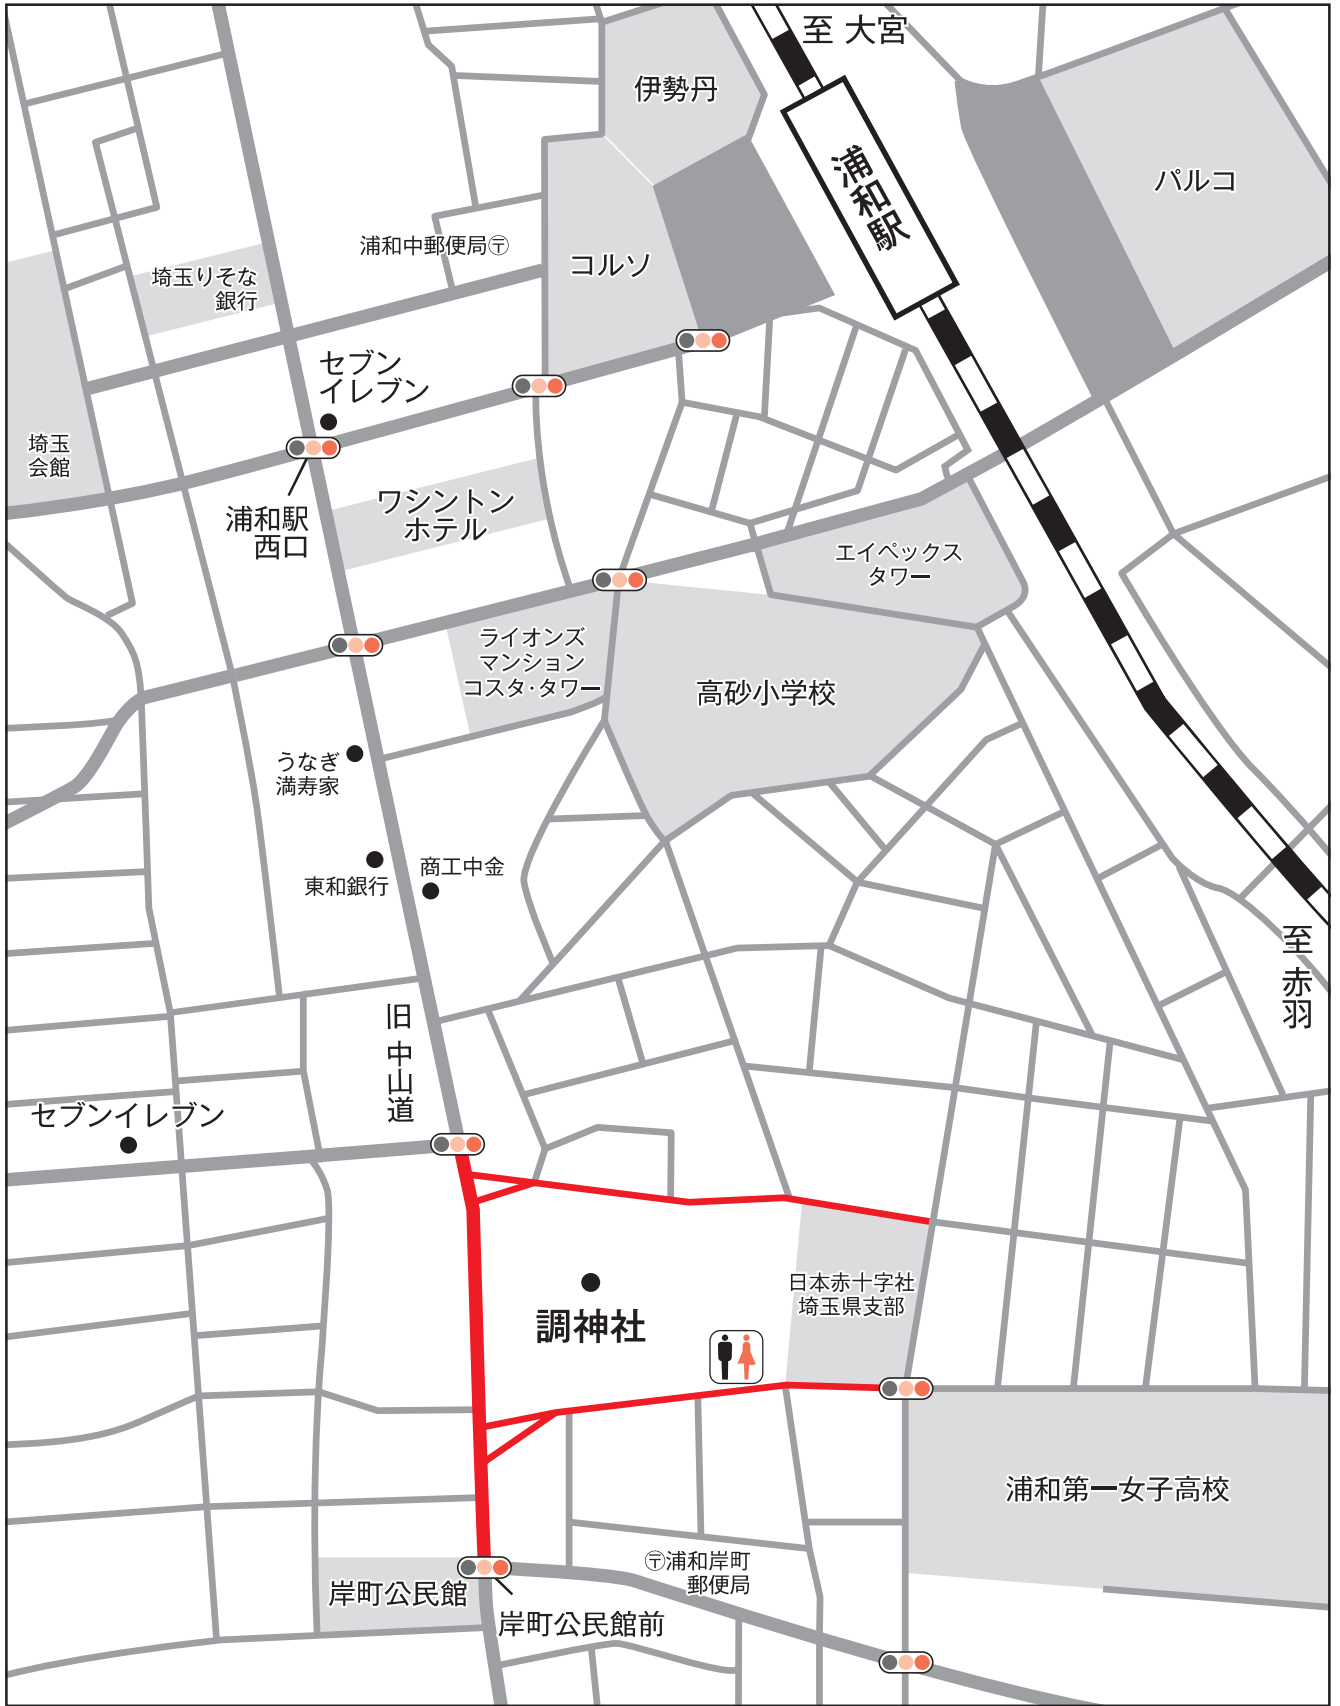 至 大宮
伊勢丹
浦和駅
パルコ
浦和中郵便局〒
コルソ
埼玉りそな
銀行
セブン
イレブン
埼玉
会館
ワシントン
ホテル
浦和駅
西口
エイペックス
タワー
ライオンズ
マンション
コスタ・タワー
高砂小学校
うなぎ
満寿家
商工中金
東和銀行
至 赤羽
旧 中山道
セブンイレブン
日本赤十字社
埼玉県支部
調神社
浦和第一女子高校
〒浦和岸町
郵便局
岸町公民館
岸町公民館前